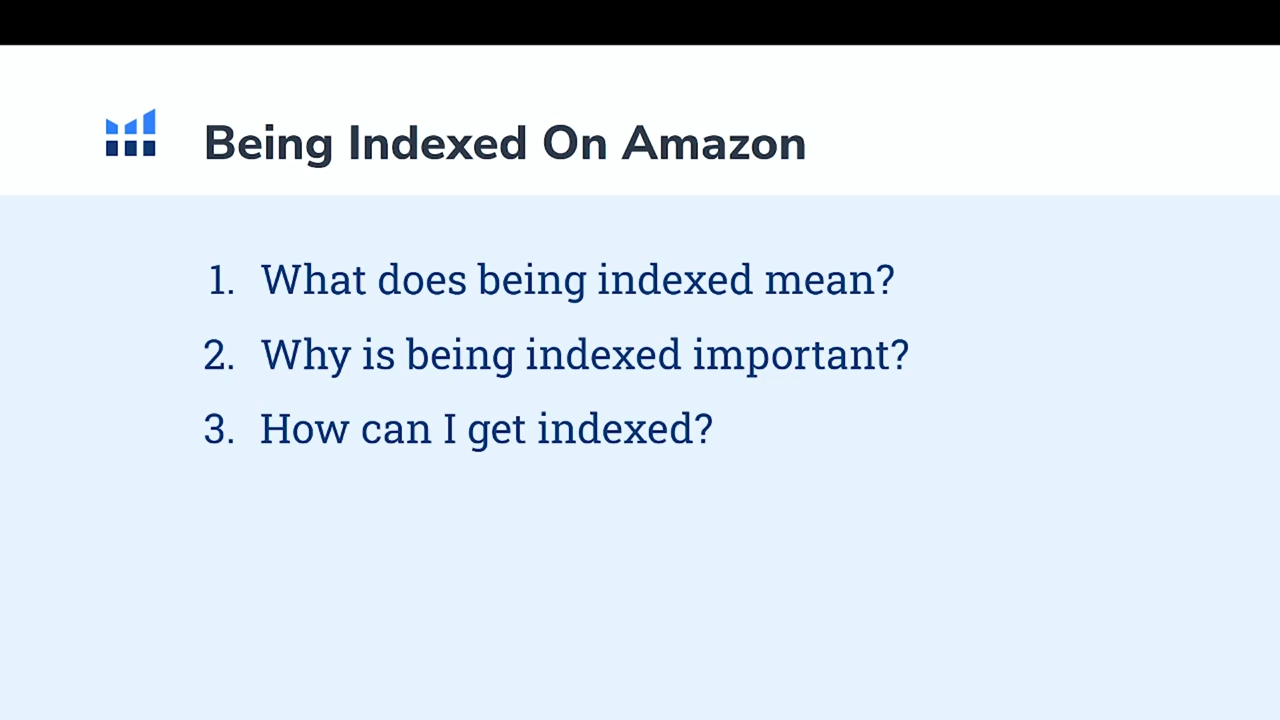 Being Indexed On Amazon
1. What does being indexed mean?
2. Why is being indexed important?
3. How can I get indexed?